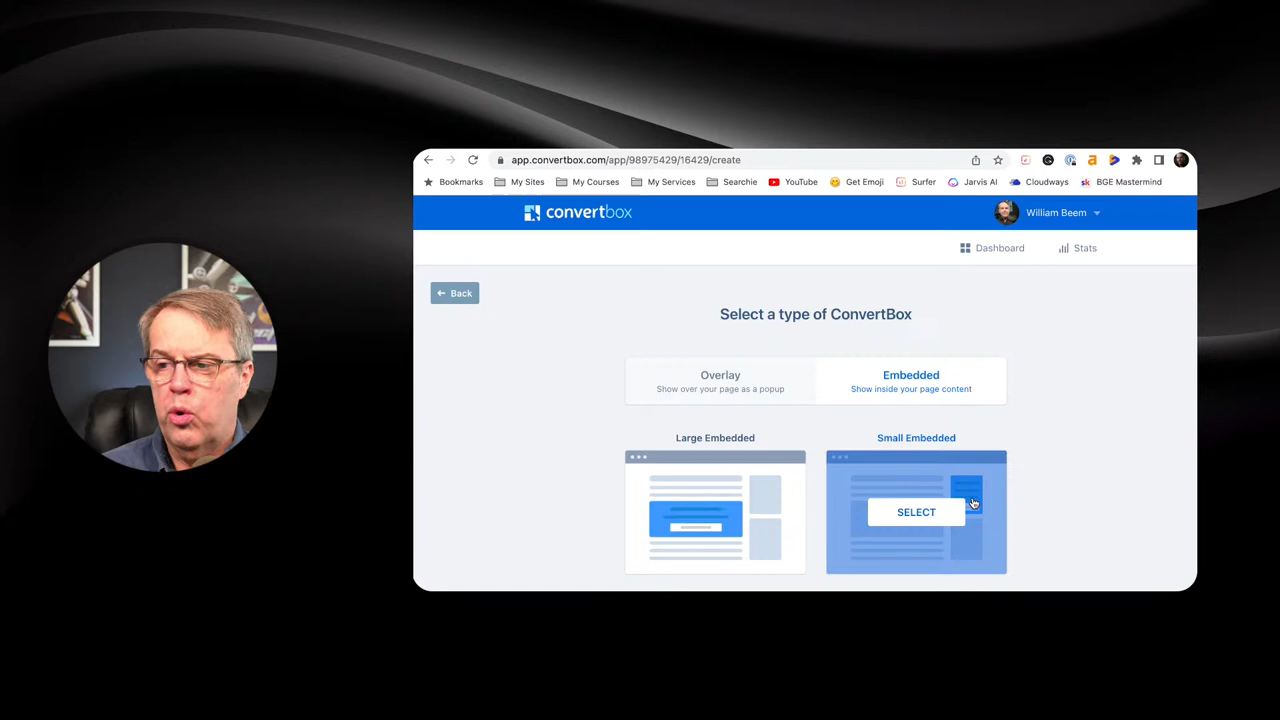 app.convertbox.com/app/98975429/16429/create
Bookmarks My Sites My Courses My Services Searchie YouTube Get Emoji Surfer Jarvis AI Cloudways BGE Mastermind
convertbox William Beem
Dashboard Stats
Back
Select a type of ConvertBox
Overlay Embedded
Show over your page as a popup Show inside your page content
Large Embedded Small Embedded
SELECT